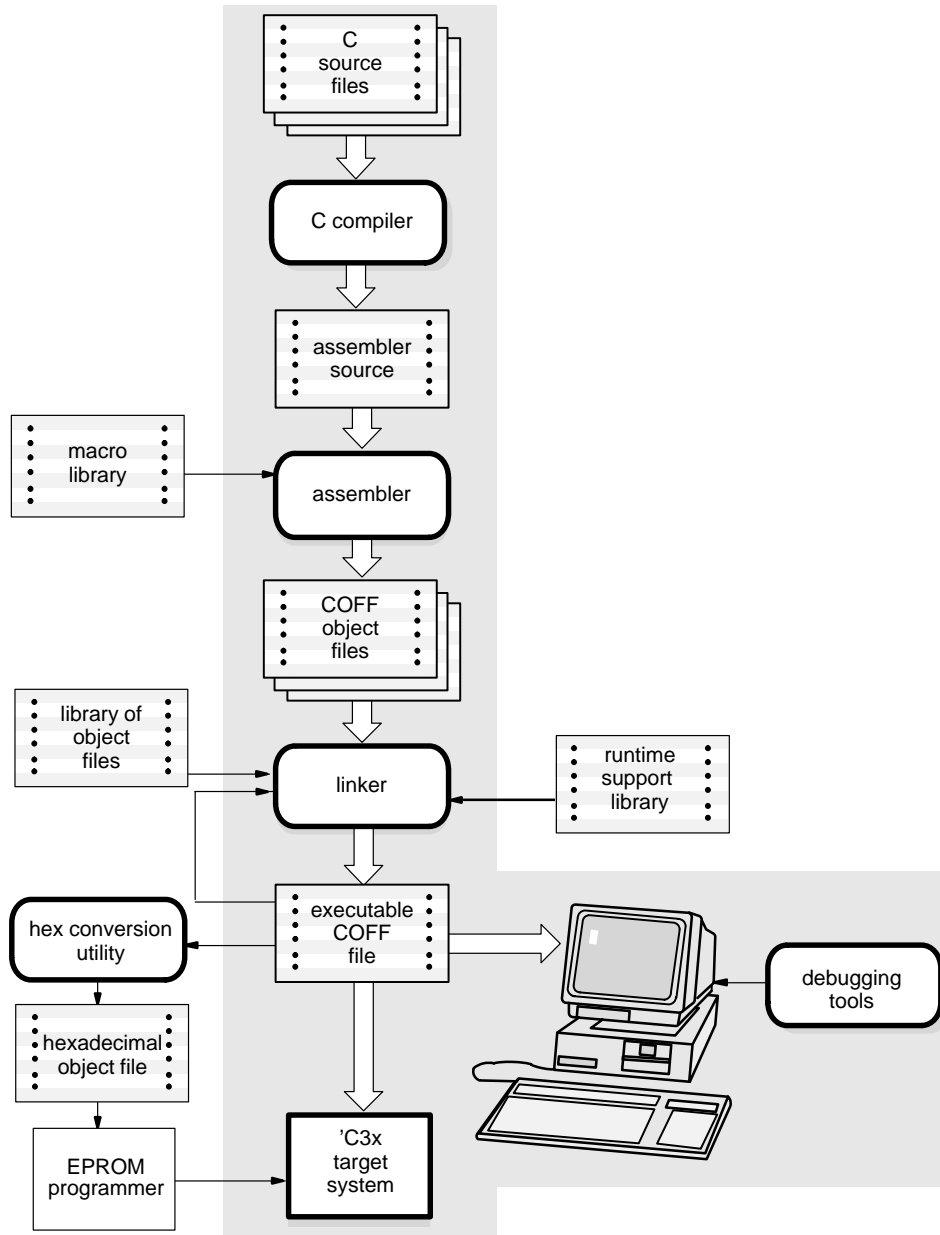 C
source
files
C compiler
assembler
source
macro
library
assembler
COFF
object
files
library of
object
files
linker
runtime
support
library
executable
COFF
file
hex conversion
utility
debugging
tools
hexadecimal
object file
'C3x
target
system
EPROM
programmer